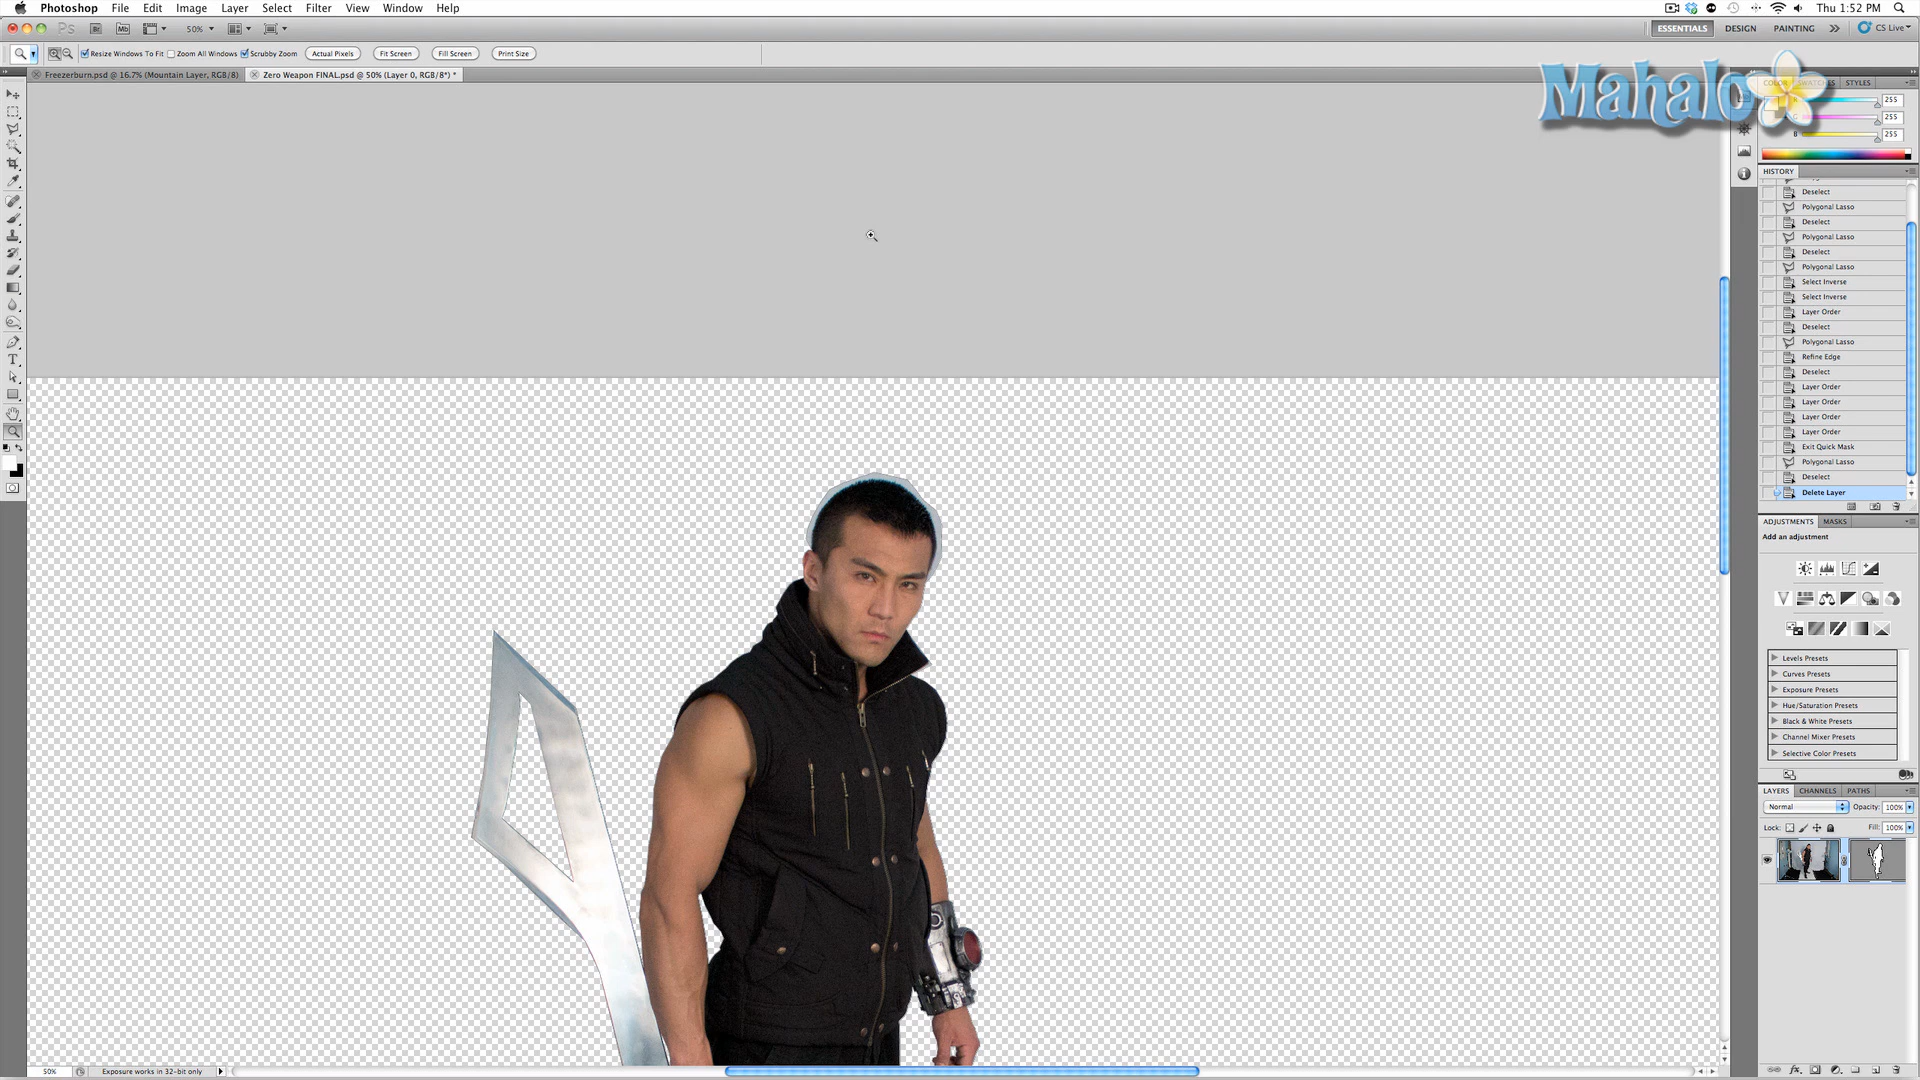 Photoshop File Edit Image Layer Select Filter View Window Help Thu 1:52 PM
Ps Br Mb 50% ESSENTIALS DESIGN PAINTING CS Live
Resize Windows To Fit Zoom All Windows Scrubby Zoom Actual Pixels Fit Screen Fill Screen Print Size
Freezerburn.psd @ 16.7% (Mountain Layer, RGB/8) Zero Weapon FINAL.psd @ 50% (Layer 0, RGB/8*) *
Mahalo
COLOR SWATCHES STYLES
255
255
B 255
HISTORY
Deselect
Polygonal Lasso
Deselect
Polygonal Lasso
Deselect
Polygonal Lasso
Select Inverse
Select Inverse
Layer Order
Deselect
Polygonal Lasso
Refine Edge
Deselect
Layer Order
Layer Order
Layer Order
Layer Order
Exit Quick Mask
Polygonal Lasso
Deselect
Delete Layer
ADJUSTMENTS MASKS
Add an adjustment
Levels Presets
Curves Presets
Exposure Presets
Hue/Saturation Presets
Black & White Presets
Channel Mixer Presets
Selective Color Presets
LAYERS CHANNELS PATHS
Normal Opacity: 100%
Lock: Fill: 100%
50% Exposure works in 32-bit only